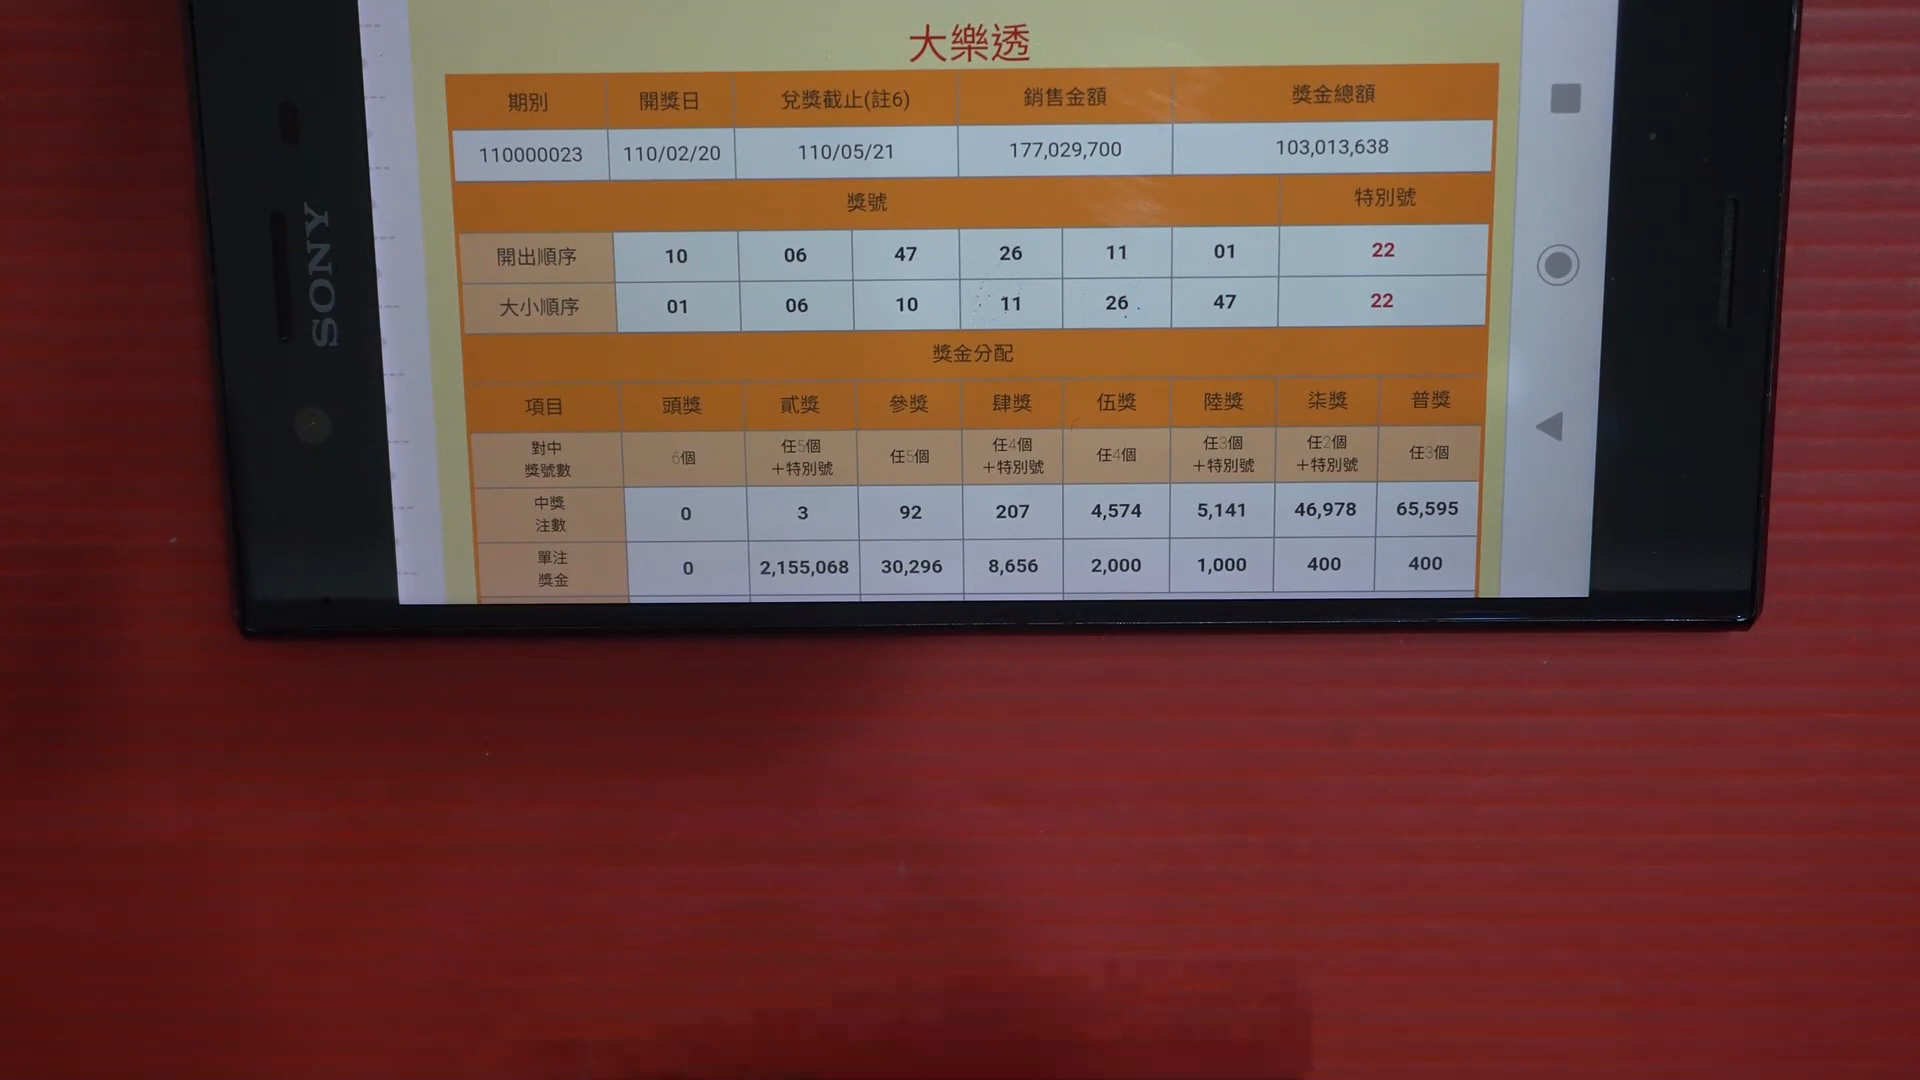 大樂透
期別 開獎日 兌獎截止(註6) 銷售金額 獎金總額
110000023 110/02/20 110/05/21 177,029,700 103,013,638
獎號 特別號
開出順序 10 06 47 26 11 01 22
大小順序 01 06 10 11 26 47 22
獎金分配
項目 頭獎 貳獎 參獎 肆獎 伍獎 陸獎 柒獎 普獎
對中
獎號數
6個
任5個
＋特別號
任5個
任4個
＋特別號
任4個
任3個
＋特別號
任2個
＋特別號
任3個
中獎
注數
0 3 92 207 4,574 5,141 46,978 65,595
單注
獎金
0 2,155,068 30,296 8,656 2,000 1,000 400 400
SONY